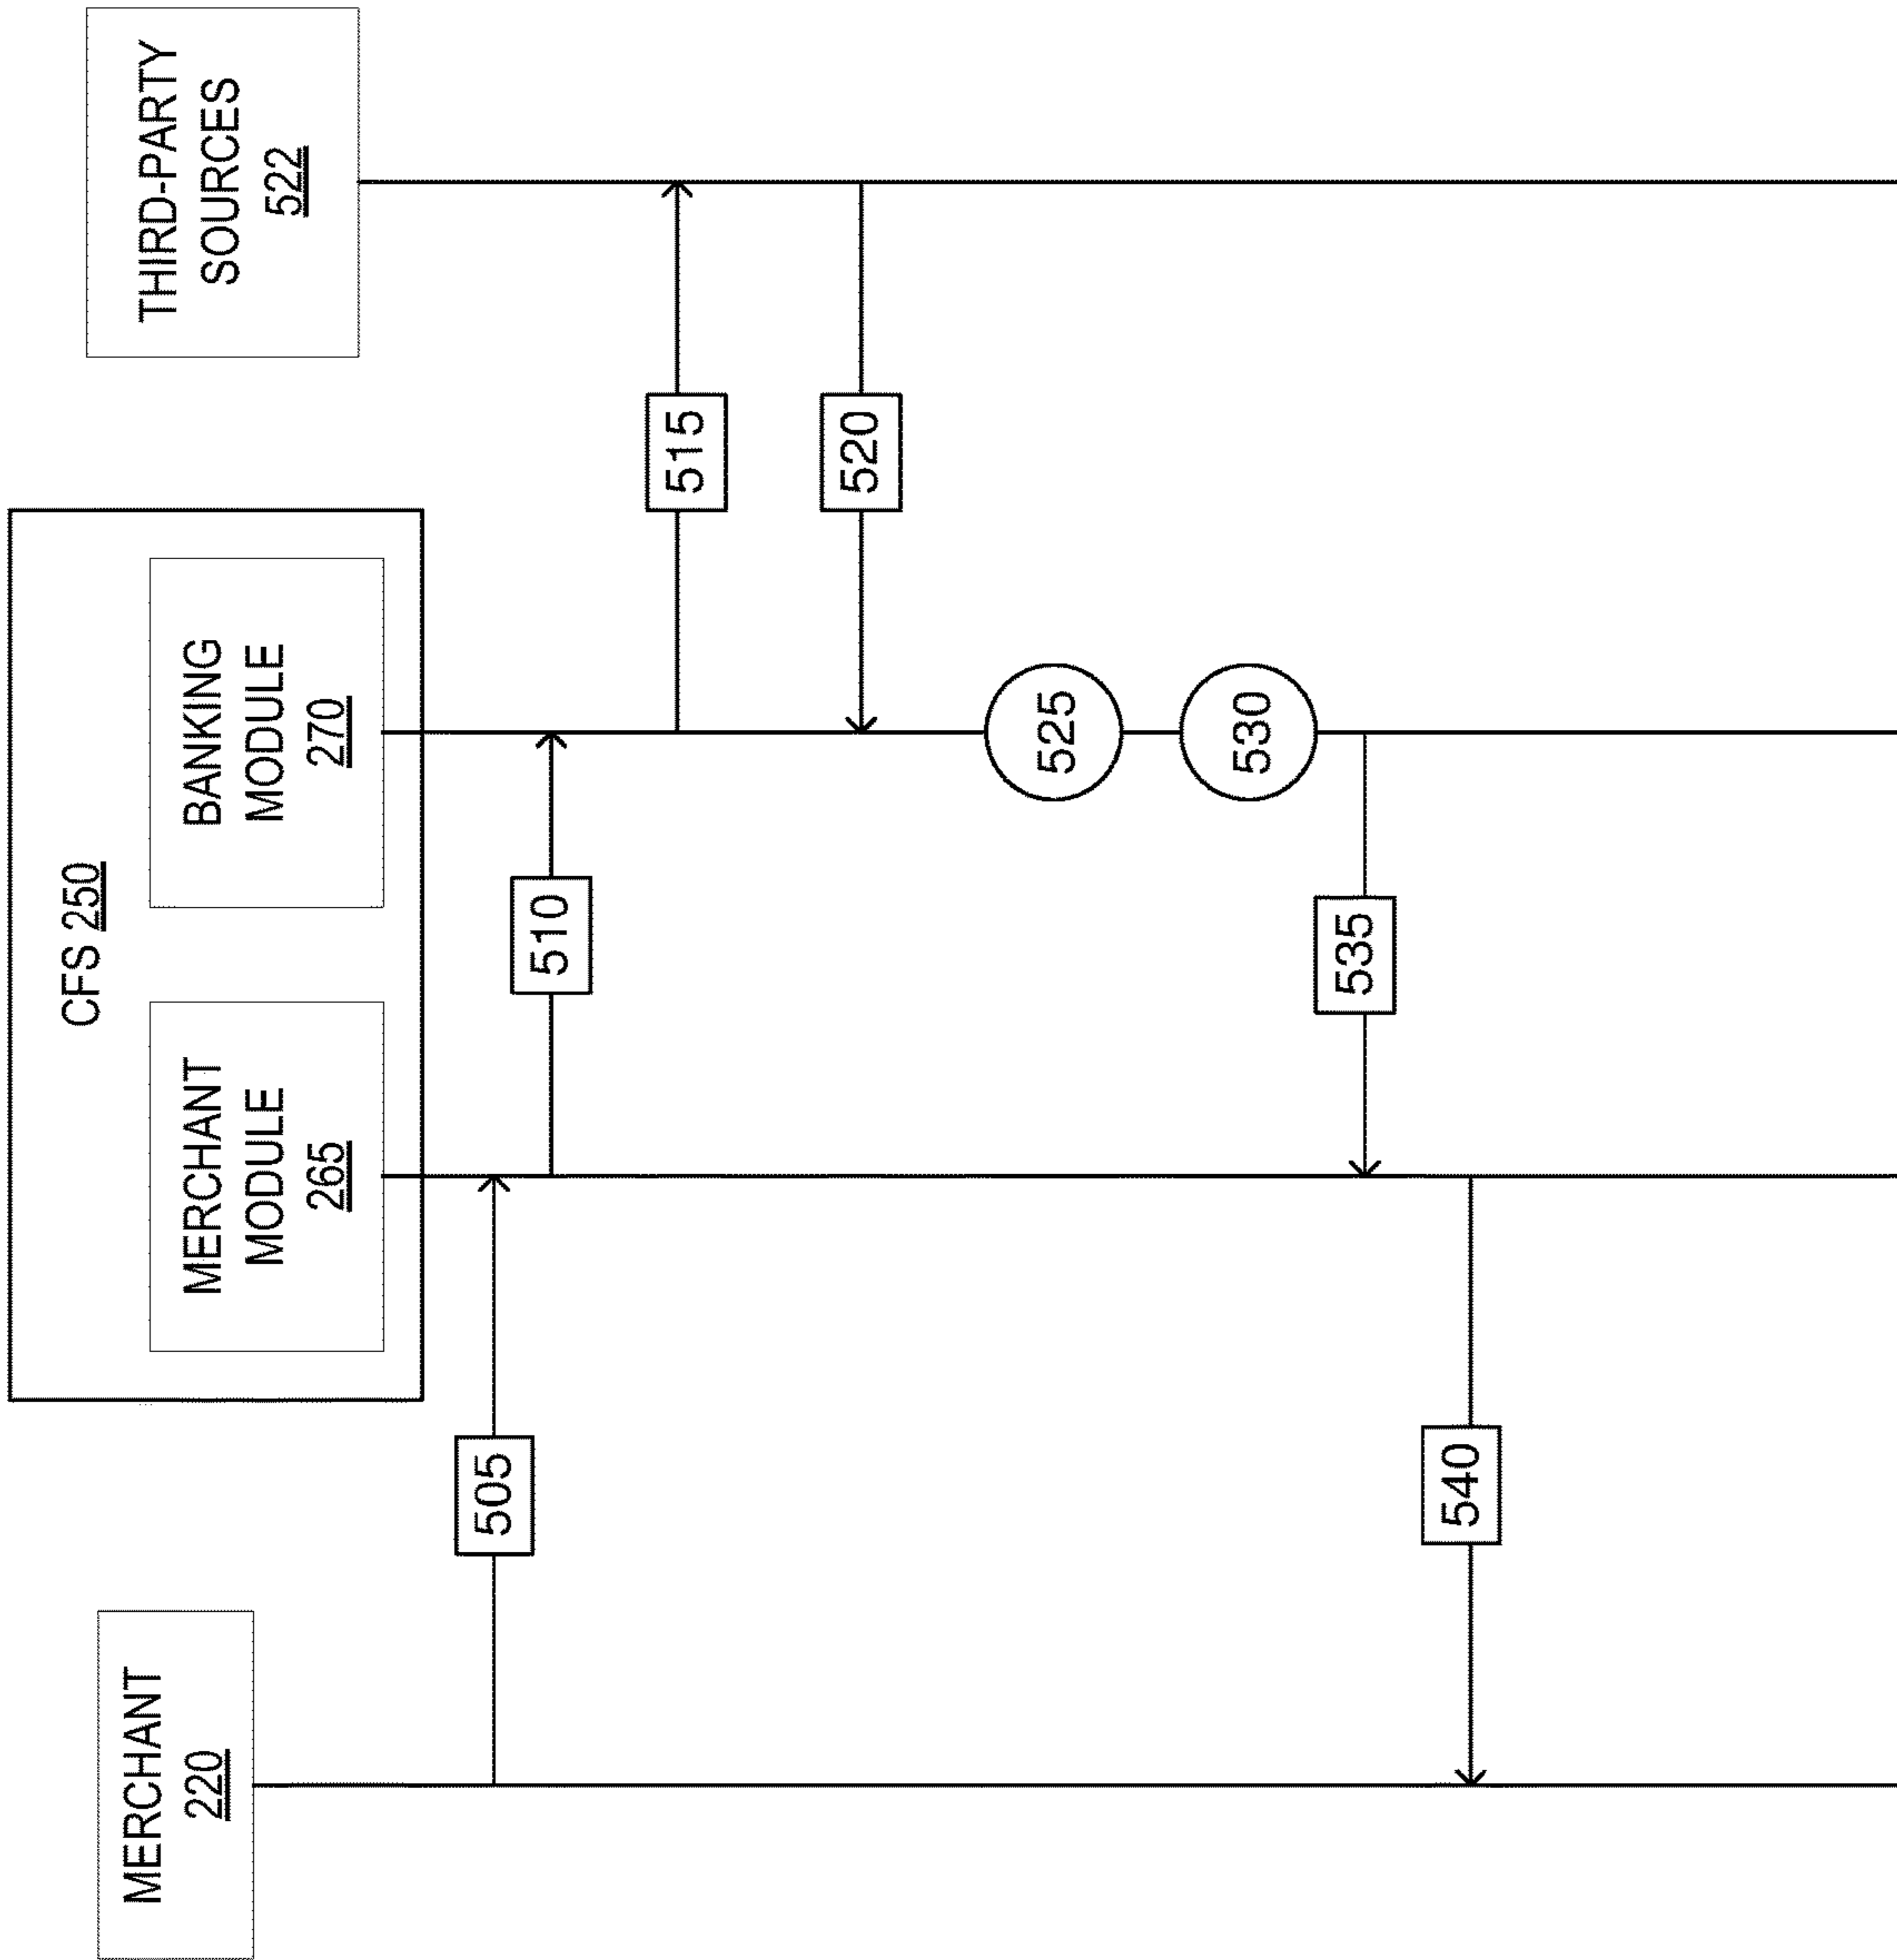 MERCHANT
220
CFS 250
MERCHANT
MODULE
265
BANKING
MODULE
270
THIRD-PARTY
SOURCES
522
505
510
515
520
525
530
535
540